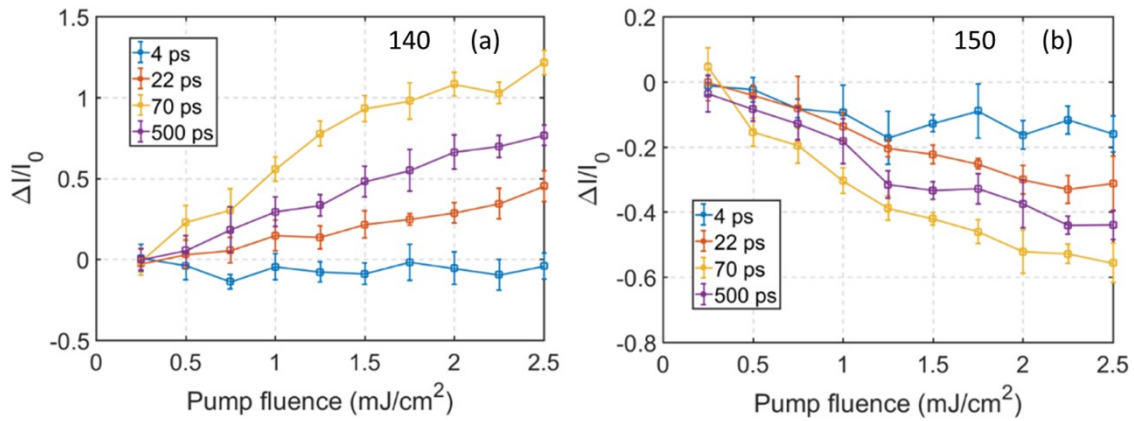 140 (a)
4 ps
22 ps
70 ps
500 ps
1.5
1
0.5
0
-0.5
ΔI/I₀
0 0.5 1 1.5 2 2.5
Pump fluence (mJ/cm²)
150 (b)
4 ps
22 ps
70 ps
500 ps
0.2
0
-0.2
-0.4
-0.6
-0.8
ΔI/I₀
0 0.5 1 1.5 2 2.5
Pump fluence (mJ/cm²)